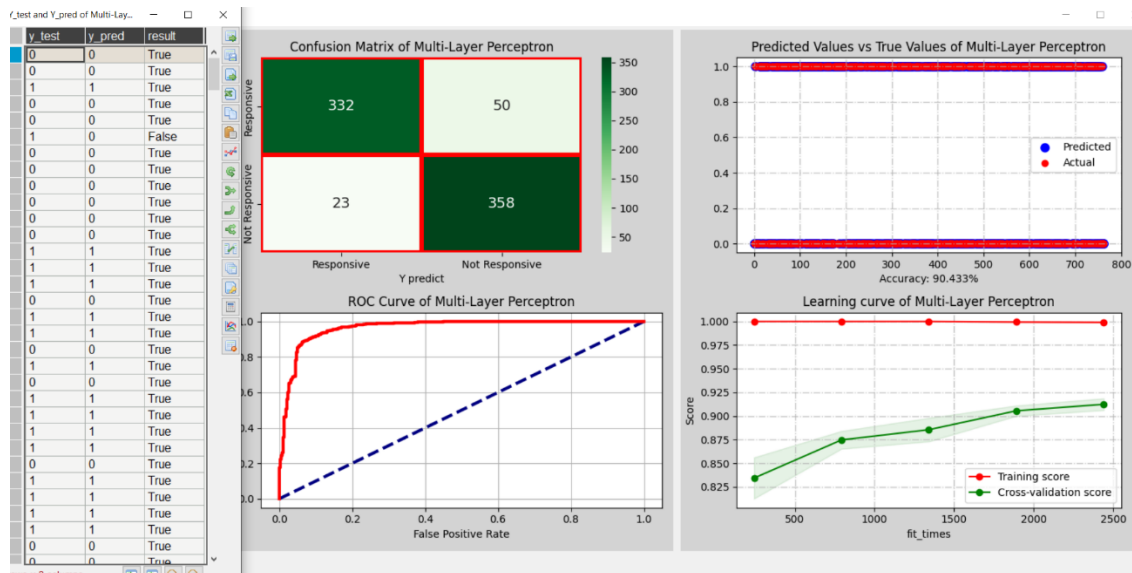 Y_test and Y_pred of Multi-Lay...
y_test y_pred result
0 0 True
0 0 True
1 1 True
0 0 True
0 0 True
1 0 False
0 0 True
0 0 True
0 0 True
0 0 True
0 0 True
0 0 True
1 1 True
1 1 True
1 1 True
0 0 True
1 1 True
1 1 True
0 0 True
1 1 True
0 0 True
1 1 True
1 1 True
1 1 True
1 1 True
0 0 True
1 1 True
1 1 True
1 1 True
1 1 True
0 0 True
0 0 True
Confusion Matrix of Multi-Layer Perceptron
Responsive
Not Responsive
332 50
23 358
Responsive Not Responsive
Y predict
350
300
250
200
150
100
50
Predicted Values vs True Values of Multi-Layer Perceptron
1.0
0.8
0.6
0.4
0.2
0.0
Predicted
Actual
0 100 200 300 400 500 600 700 800
Accuracy: 90.433%
ROC Curve of Multi-Layer Perceptron
1.0
0.8
0.6
0.4
0.2
0.0
0.0 0.2 0.4 0.6 0.8 1.0
False Positive Rate
Learning curve of Multi-Layer Perceptron
Score
1.000
0.975
0.950
0.925
0.900
0.875
0.850
0.825
Training score
Cross-validation score
500 1000 1500 2000 2500
fit_times